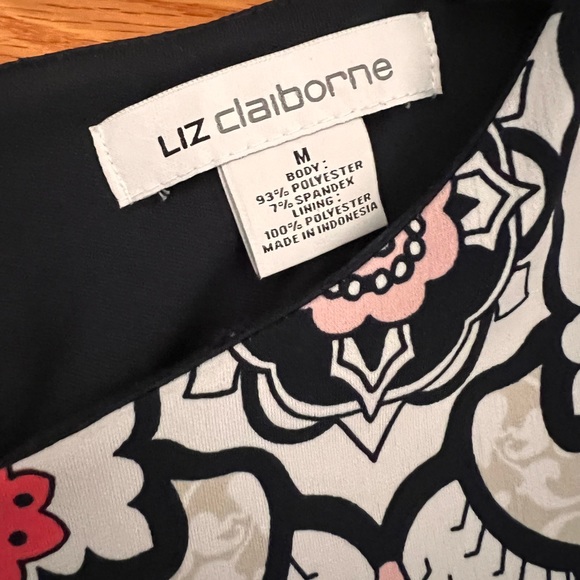 LIZ claiborne
M
BODY:
93% POLYESTER
7% SPANDEX
LINING:
100% POLYESTER
MADE IN INDONESIA